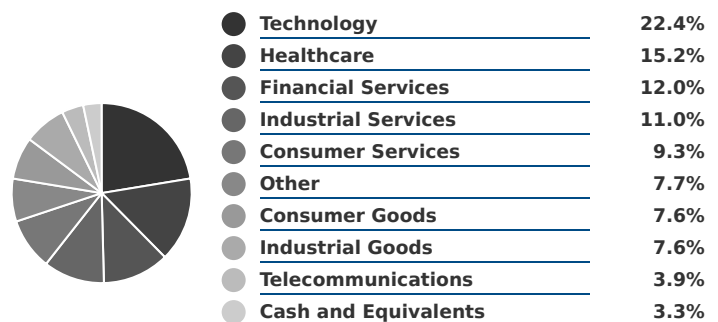 Technology 22.4%
Healthcare 15.2%
Financial Services 12.0%
Industrial Services 11.0%
Consumer Services 9.3%
Other 7.7%
Consumer Goods 7.6%
Industrial Goods 7.6%
Telecommunications 3.9%
Cash and Equivalents 3.3%